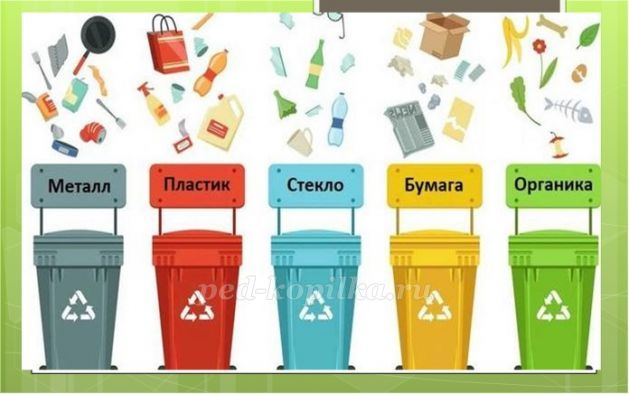 Металл
Пластик
Стекло
Бумага
Органика
ped-kopilka.ru